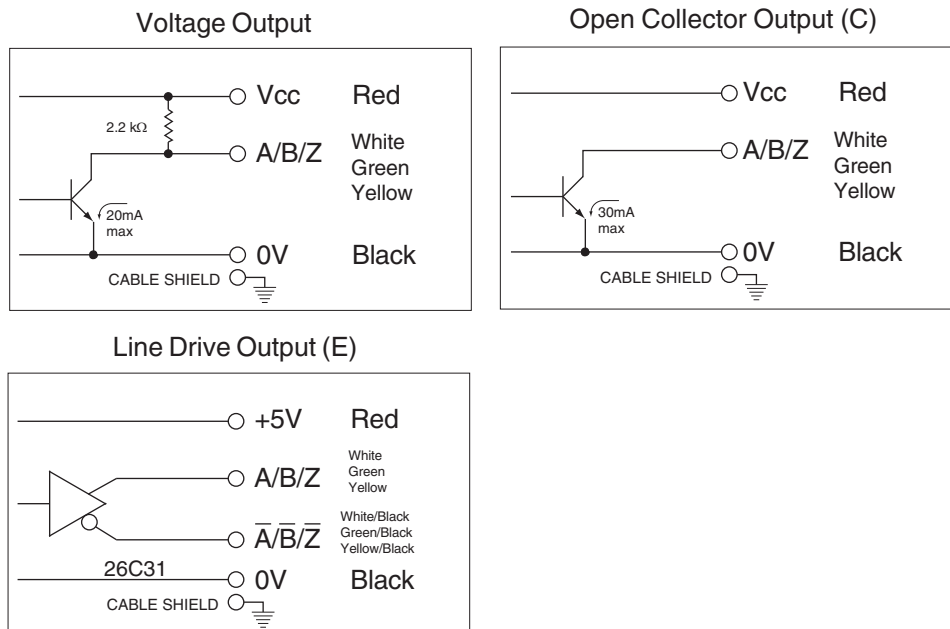 Voltage Output
Vcc Red
2.2 kΩ
A/B/Z White
Green
Yellow
20mA
max
0V Black
CABLE SHIELD
Open Collector Output (C)
Vcc Red
A/B/Z White
Green
Yellow
30mA
max
0V Black
CABLE SHIELD
Line Drive Output (E)
+5V Red
A/B/Z White
Green
Yellow
A̅/B̅/Z̅ White/Black
Green/Black
Yellow/Black
26C31
0V Black
CABLE SHIELD